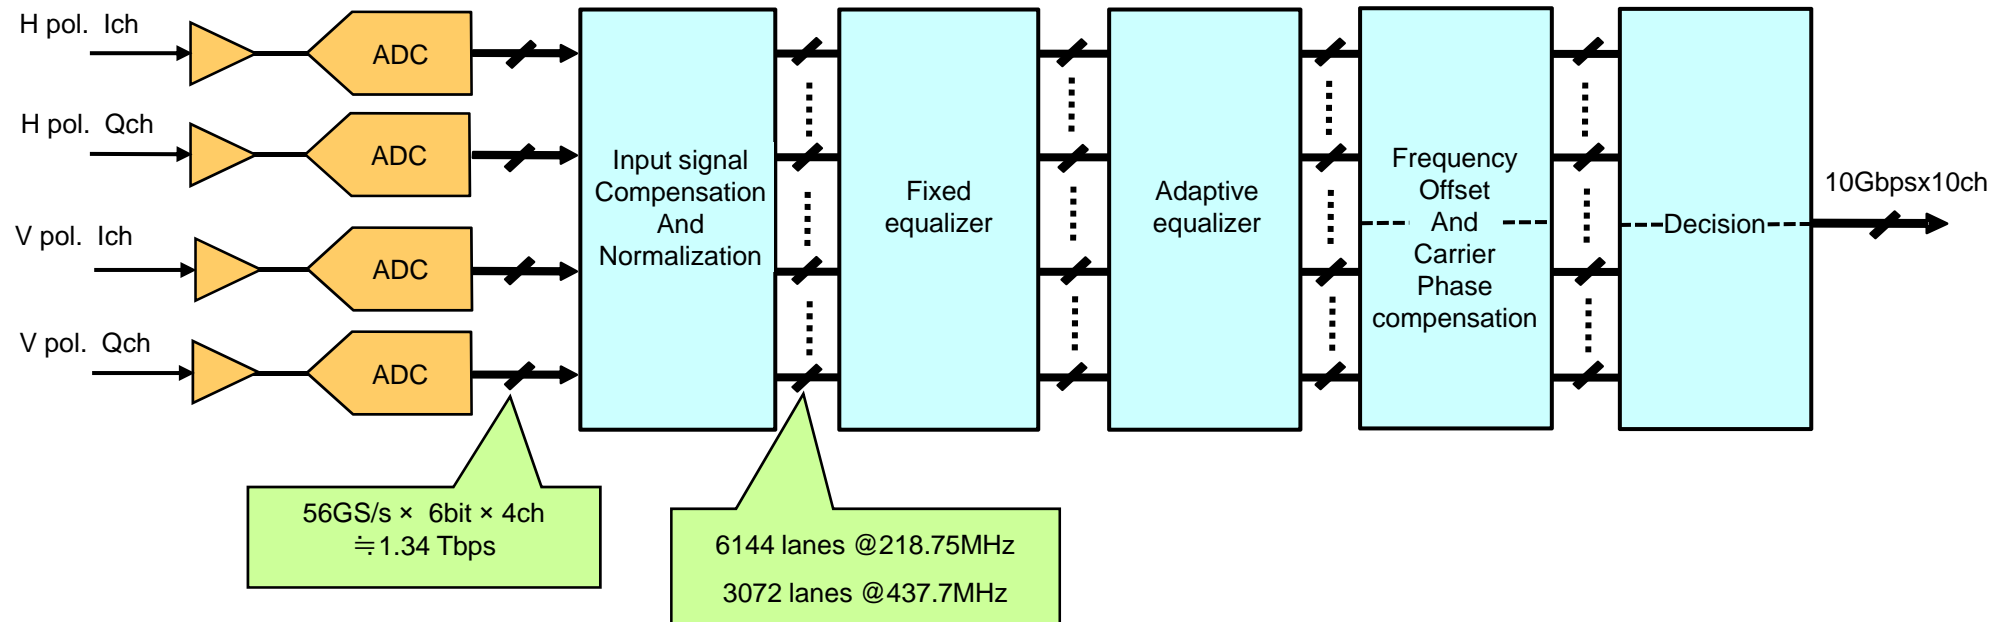 H pol.  Ich
ADC
H pol.  Qch
ADC
V pol.  Ich
ADC
V pol.  Qch
ADC
Input signal
Compensation
And
Normalization
Fixed
equalizer
Adaptive
equalizer
Frequency
Offset
And
Carrier
Phase
compensation
Decision
10Gbpsx10ch
56GS/s ×  6bit × 4ch
≒1.34 Tbps
6144 lanes @218.75MHz
3072 lanes @437.7MHz